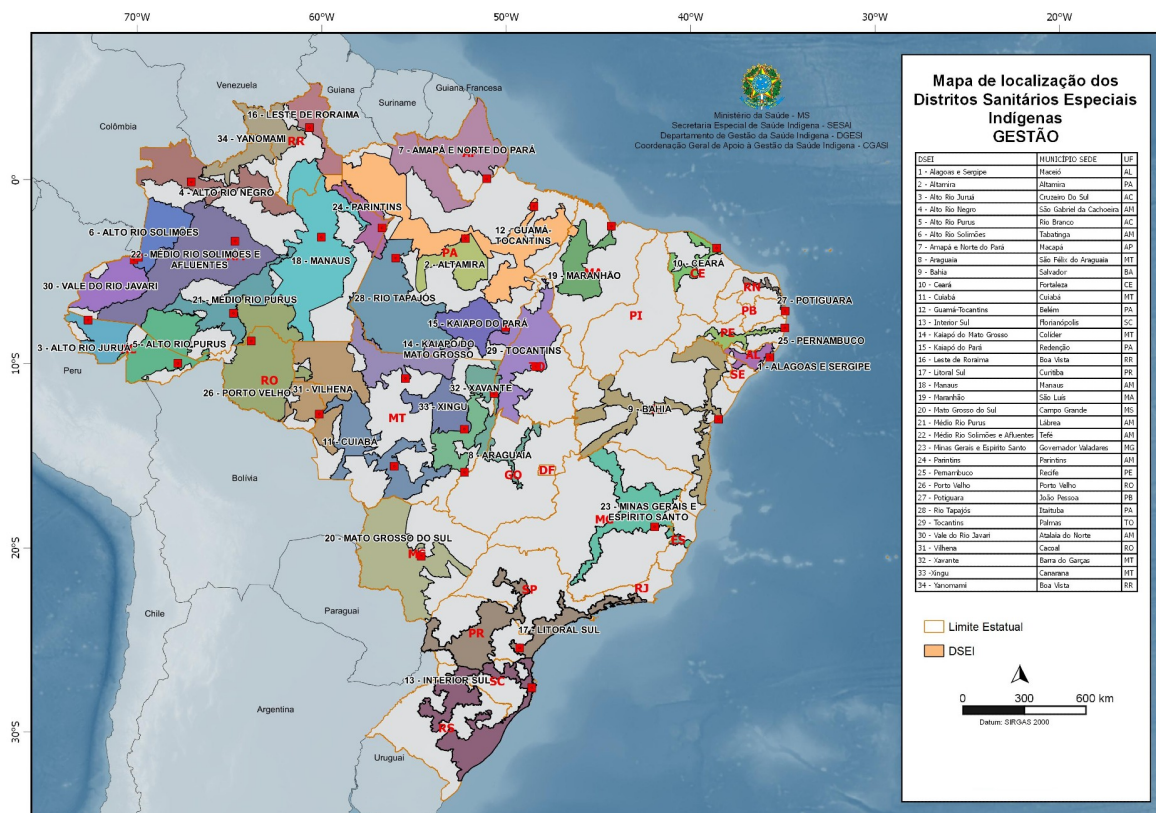 70°W 60°W 50°W 40°W 30°W 20°W
0°
10°S
20°S
30°S
Venezuela
Guiana
Suriname
Guiana Francesa
Colômbia
Peru
Bolívia
Chile
Paraguai
Argentina
Uruguai
Ministério da Saúde - MS
Secretaria Especial de Saúde Indígena - SESAI
Departamento de Gestão da Saúde Indígena - DGESI
Coordenação Geral de Apoio à Gestão da Saúde Indígena - CGASI
16 - LESTE DE RORAIMA
34 - YANOMAMI
RR
7 - AMAPÁ E NORTE DO PARÁ
4 - ALTO RIO NEGRO
24 - PARINTINS
6 - ALTO RIO SOLIMÕES
22 - MÉDIO RIO SOLIMÕES E
AFLUENTES
18 - MANAUS
12 - GUAMÁ-
TOCANTINS
PA
2 - ALTAMIRA
19 - MARANHÃO
10 - CEARÁ
CE
30 - VALE DO RIO JAVARI
21 - MÉDIO RIO PURUS
28 - RIO TAPAJÓS
RN
27 - POTIGUARA
PB
PI
15 - KAIAPÓ DO PARÁ
PE
25 - PERNAMBUCO
3 - ALTO RIO JURUÁ
5 - ALTO RIO PURUS
14 - KAIAPÓ DO
MATO GROSSO
29 - TOCANTINS
AL
1 - ALAGOAS E SERGIPE
SE
RO
26 - PORTO VELHO
31 - VILHENA
32 - XAVANTE
33 - XINGU
MT
9 - BAHIA
11 - CUIABÁ
8 - ARAGUAIA
GO
DF
23 - MINAS GERAIS E
ESPÍRITO SANTO
MG
ES
20 - MATO GROSSO DO SUL
MS
SP
RJ
PR
17 - LITORAL SUL
13 - INTERIOR SUL
SC
RS
Mapa de localização dos
Distritos Sanitários Especiais
Indígenas
GESTÃO
DSEI MUNICÍPIO SEDE UF
1 - Alagoas e Sergipe Maceió AL
2 - Altamira Altamira PA
3 - Alto Rio Juruá Cruzeiro Do Sul AC
4 - Alto Rio Negro São Gabriel da Cachoeira AM
5 - Alto Rio Purus Rio Branco AC
6 - Alto Rio Solimões Tabatinga AM
7 - Amapá e Norte do Pará Macapá AP
8 - Araguaia São Félix do Araguaia MT
9 - Bahia Salvador BA
10 - Ceará Fortaleza CE
11 - Cuiabá Cuiabá MT
12 - Guamá-Tocantins Belém PA
13 - Interior Sul Florianópolis SC
14 - Kaiapó do Mato Grosso Colíder MT
15 - Kaiapó do Pará Redenção PA
16 - Leste de Roraima Boa Vista RR
17 - Litoral Sul Curitiba PR
18 - Manaus Manaus AM
19 - Maranhão São Luís MA
20 - Mato Grosso do Sul Campo Grande MS
21 - Médio Rio Purus Lábrea AM
22 - Médio Rio Solimões e Afluentes Tefé AM
23 - Minas Gerais e Espírito Santo Governador Valadares MG
24 - Parintins Parintins AM
25 - Pernambuco Recife PE
26 - Porto Velho Porto Velho RO
27 - Potiguara João Pessoa PB
28 - Rio Tapajós Itaituba PA
29 - Tocantins Palmas TO
30 - Vale do Rio Javari Atalaia do Norte AM
31 - Vilhena Cacoal RO
32 - Xavante Barra do Garças MT
33 -Xingu Canarana MT
34 - Yanomami Boa Vista RR
Limite Estatual
DSEI
0 300 600 km
Datum: SIRGAS 2000